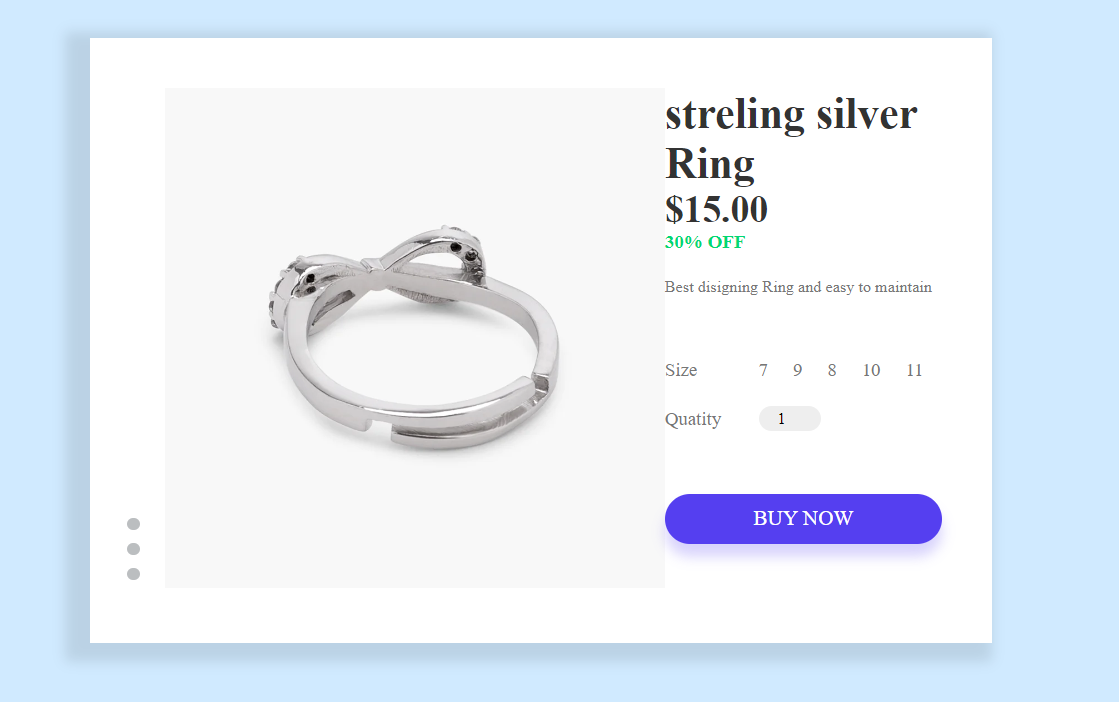 streling silver
Ring
$15.00
30% OFF
Best disigning Ring and easy to maintain
Size 7 9 8 10 11
Quatity 1
BUY NOW